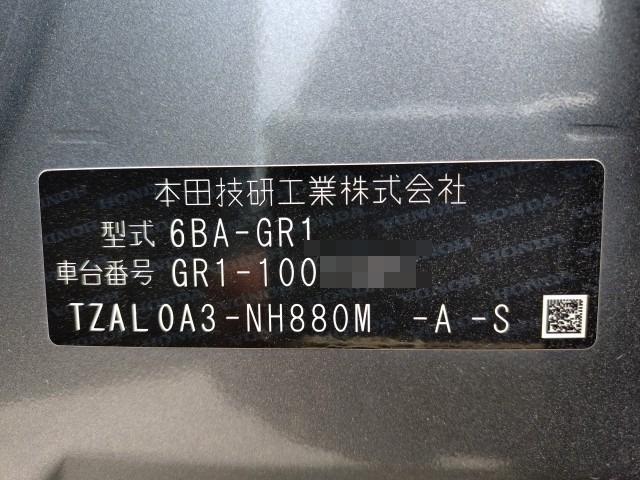 本田技研工業株式会社
型式 6BA-GR1
車台番号 GR1-100
TZAL0A3-NH880M -A -S